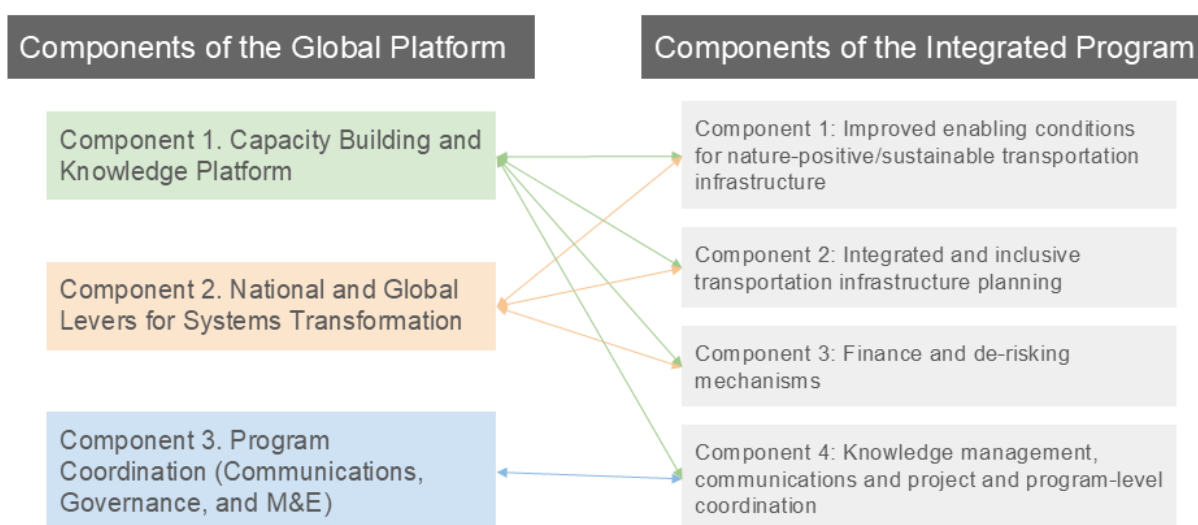 Components of the Global Platform
Components of the Integrated Program
Component 1. Capacity Building and
Knowledge Platform
Component 2. National and Global
Levers for Systems Transformation
Component 3. Program
Coordination (Communications,
Governance, and M&E)
Component 1: Improved enabling conditions
for nature-positive/sustainable transportation
infrastructure
Component 2: Integrated and inclusive
transportation infrastructure planning
Component 3: Finance and de-risking
mechanisms
Component 4: Knowledge management,
communications and project and program-level
coordination